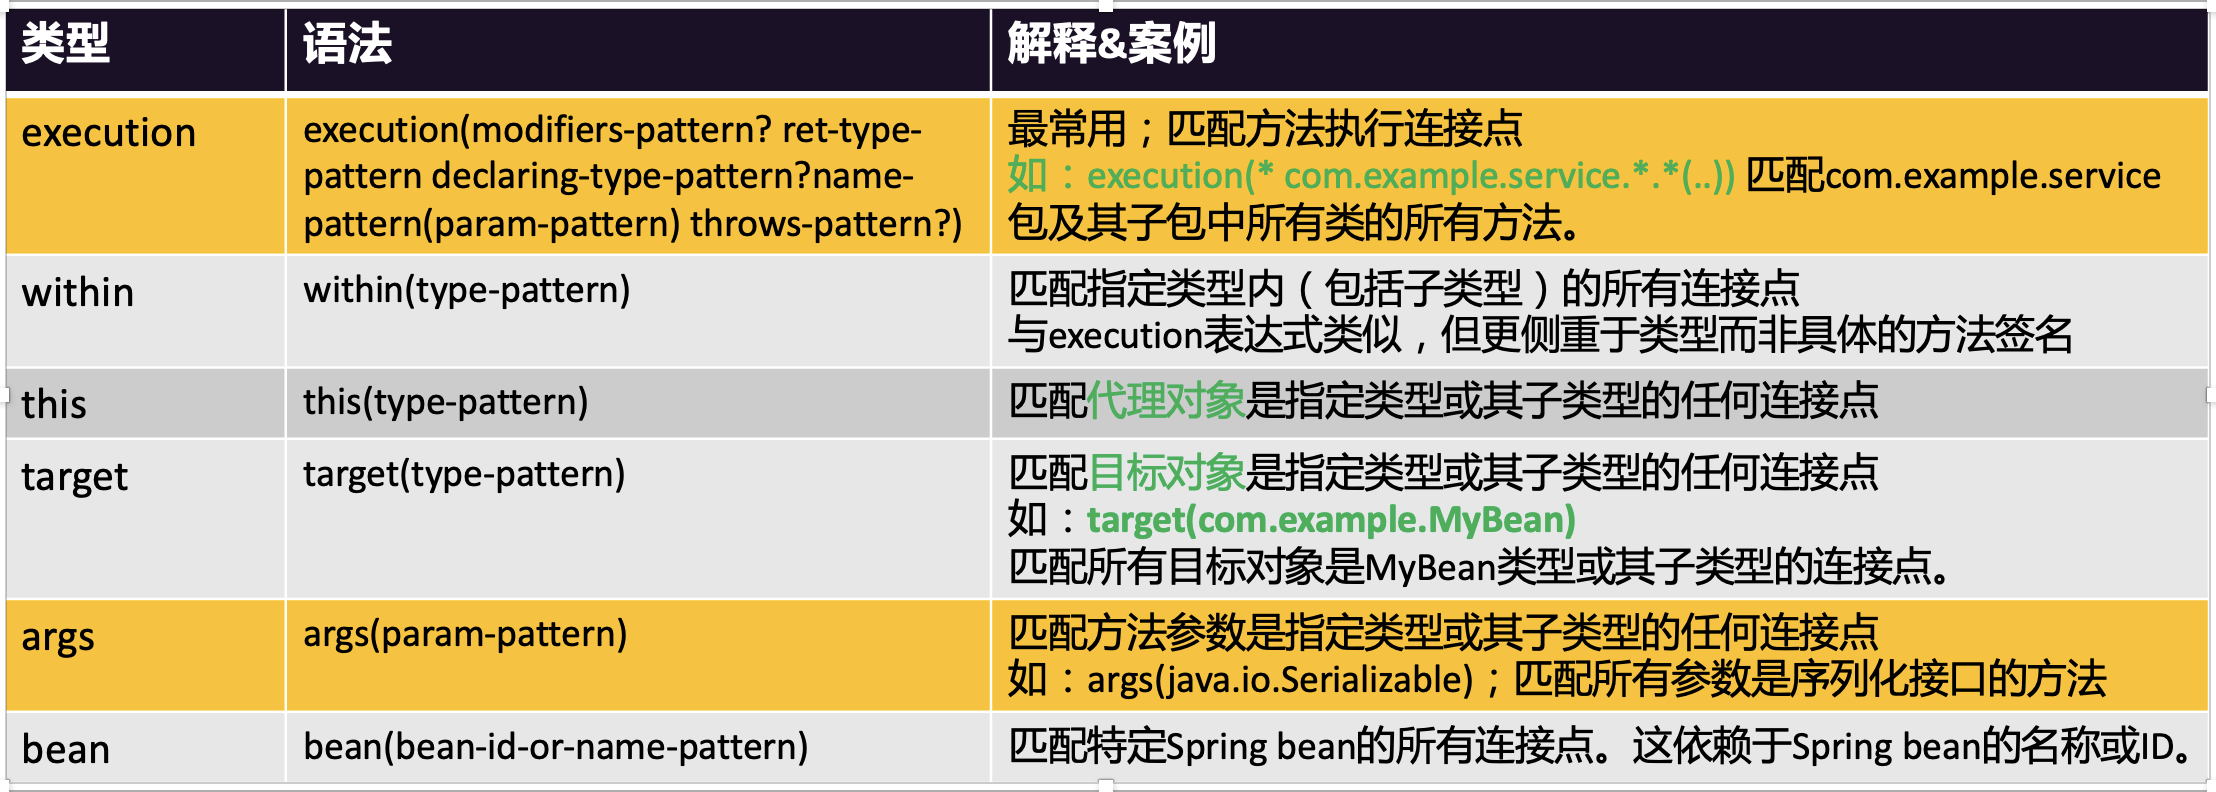 类型
语法
解释&案例
execution
execution(modifiers-pattern? ret-type-
pattern declaring-type-pattern?name-
pattern(param-pattern) throws-pattern?)
最常用；匹配方法执行连接点
如：execution(* com.example.service.*.*(..)) 匹配com.example.service
包及其子包中所有类的所有方法。
within
within(type-pattern)
匹配指定类型内（包括子类型）的所有连接点
与execution表达式类似，但更侧重于类型而非具体的方法签名
this
this(type-pattern)
匹配代理对象是指定类型或其子类型的任何连接点
target
target(type-pattern)
匹配目标对象是指定类型或其子类型的任何连接点
如：target(com.example.MyBean)
匹配所有目标对象是MyBean类型或其子类型的连接点。
args
args(param-pattern)
匹配方法参数是指定类型或其子类型的任何连接点
如：args(java.io.Serializable)；匹配所有参数是序列化接口的方法
bean
bean(bean-id-or-name-pattern)
匹配特定Spring bean的所有连接点。这依赖于Spring bean的名称或ID。